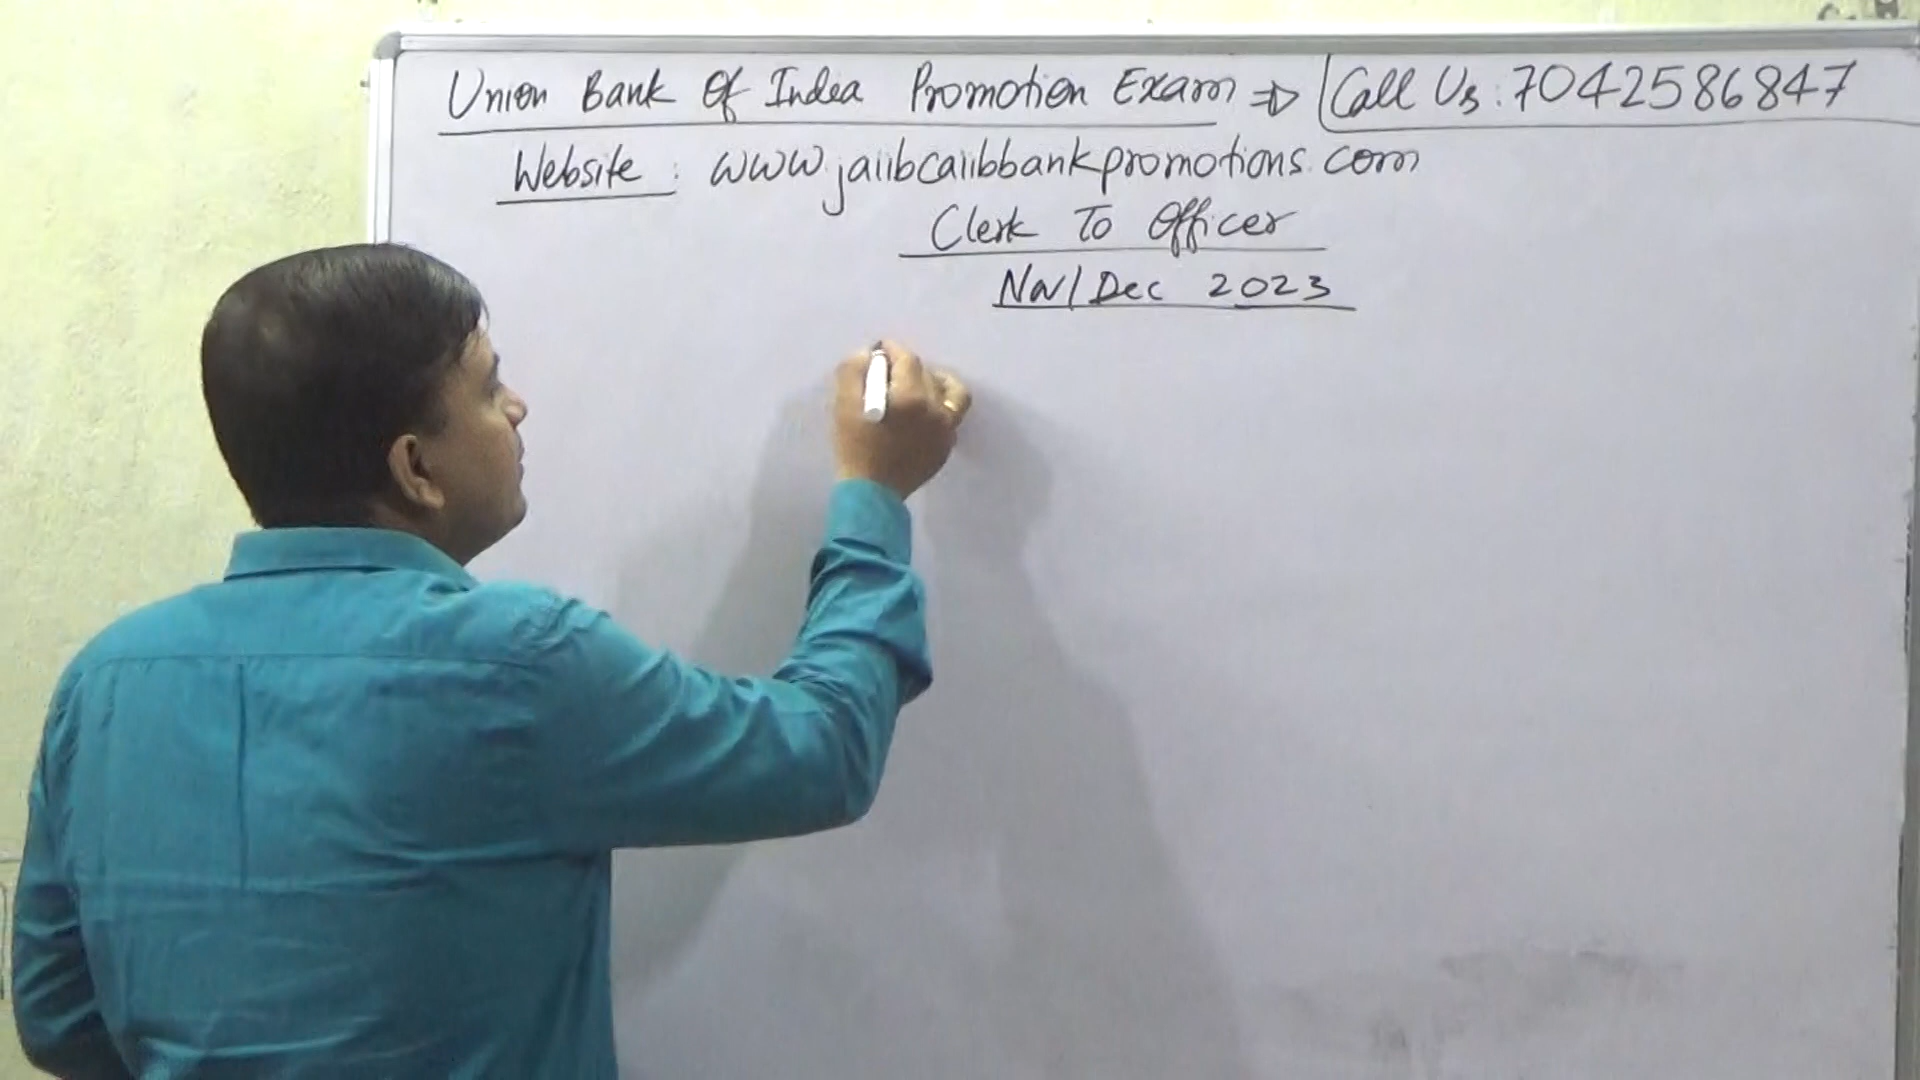 Union Bank Of India Promotion Exam ⇒ Call Us : 7042586847
Website : www.jaiibcaiibbankpromotions.com
Clerk To Officer
Nov/Dec 2023